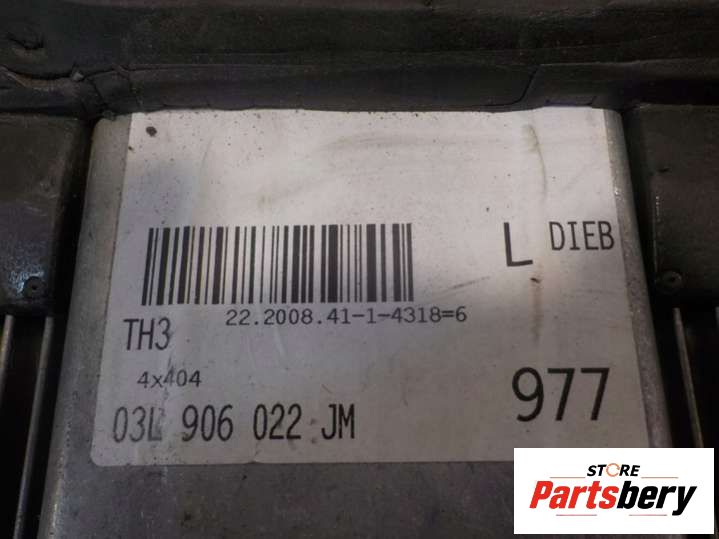 L DIEB
22.2008.41-1-4318=6
TH3
4x404
977
03L 906 022 JM
STORE
Partsbery